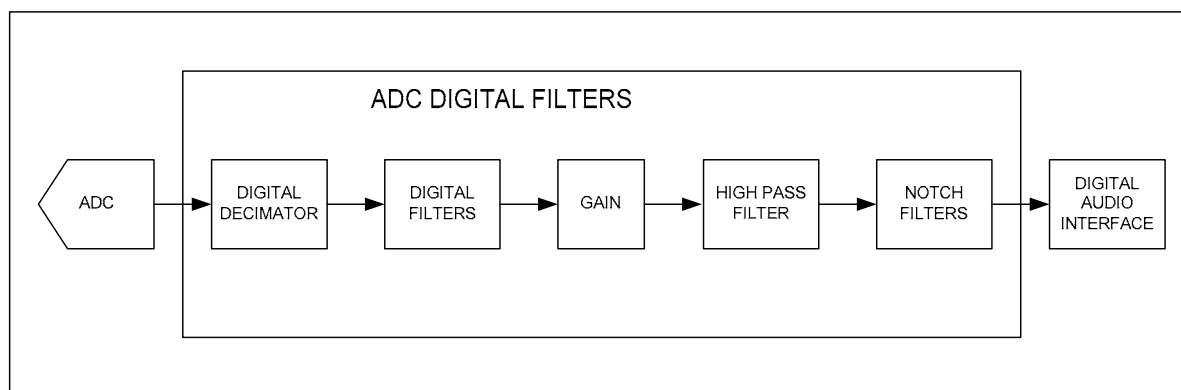 ADC DIGITAL FILTERS
ADC
DIGITAL
DECIMATOR
DIGITAL
FILTERS
GAIN
HIGH PASS
FILTER
NOTCH
FILTERS
DIGITAL
AUDIO
INTERFACE